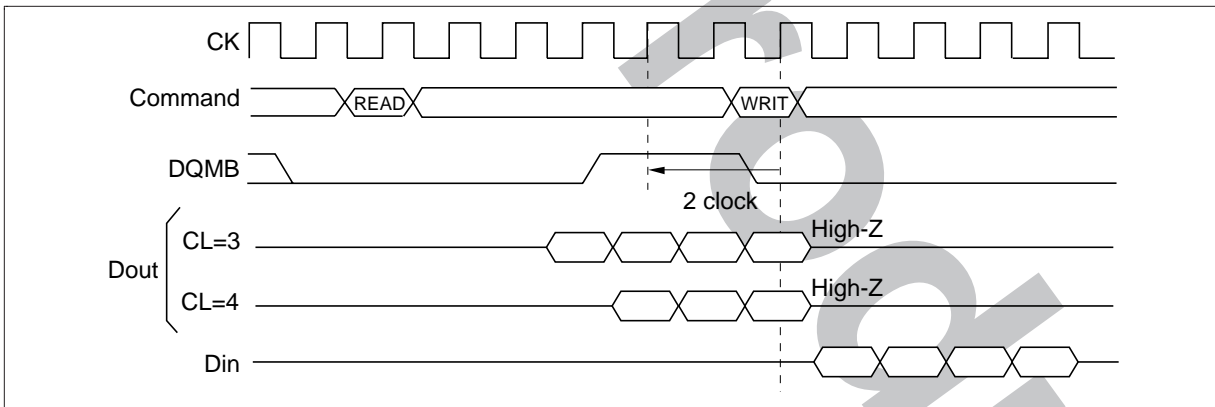 CK
Command READ WRIT
DQMB
2 clock
CL=3 High-Z
Dout
CL=4 High-Z
Din